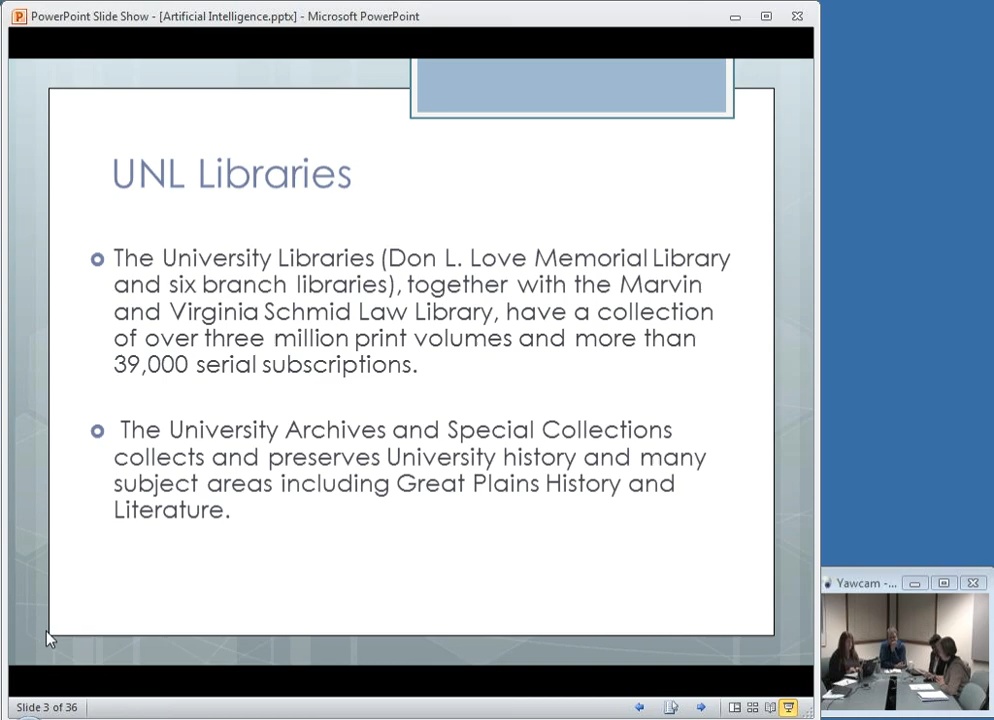 PowerPoint Slide Show - [Artificial Intelligence.pptx] - Microsoft PowerPoint
UNL Libraries
The University Libraries (Don L. Love Memorial Library
and six branch libraries), together with the Marvin
and Virginia Schmid Law Library, have a collection
of over three million print volumes and more than
39,000 serial subscriptions.
The University Archives and Special Collections
collects and preserves University history and many
subject areas including Great Plains History and
Literature.
Yawcam -...
Slide 3 of 36